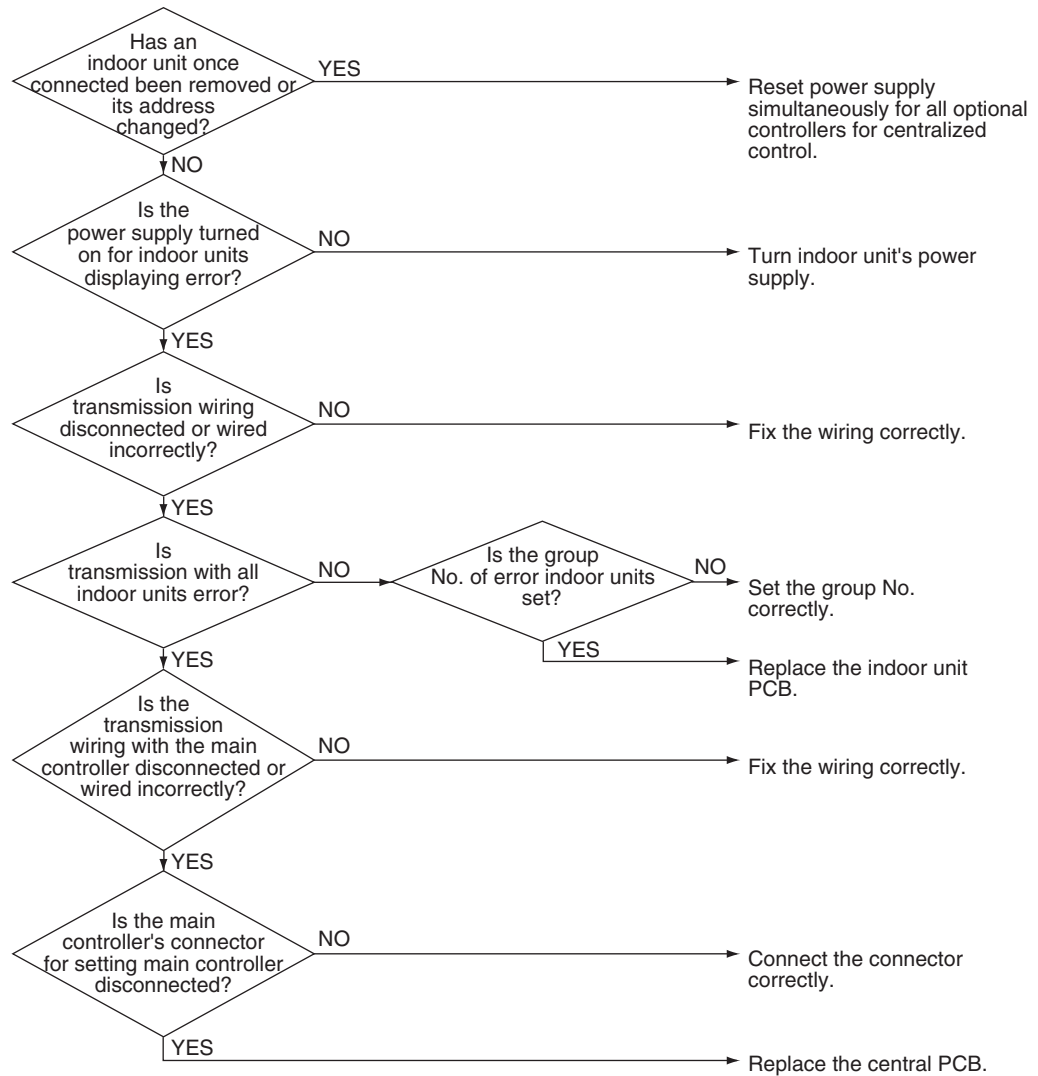 Has an
indoor unit once
connected been removed or
its address
changed?
YES
Reset power supply
simultaneously for all optional
controllers for centralized
control.
NO
Is the
power supply turned
on for indoor units
displaying error?
NO
Turn indoor unit's power
supply.
YES
Is
transmission wiring
disconnected or wired
incorrectly?
NO
Fix the wiring correctly.
YES
Is
transmission with all
indoor units error?
NO
Is the group
No. of error indoor units
set?
NO
Set the group No.
correctly.
YES
Replace the indoor unit
PCB.
YES
Is the
transmission
wiring with the main
controller disconnected or
wired incorrectly?
NO
Fix the wiring correctly.
YES
Is the main
controller's connector
for setting main controller
disconnected?
NO
Connect the connector
correctly.
YES
Replace the central PCB.